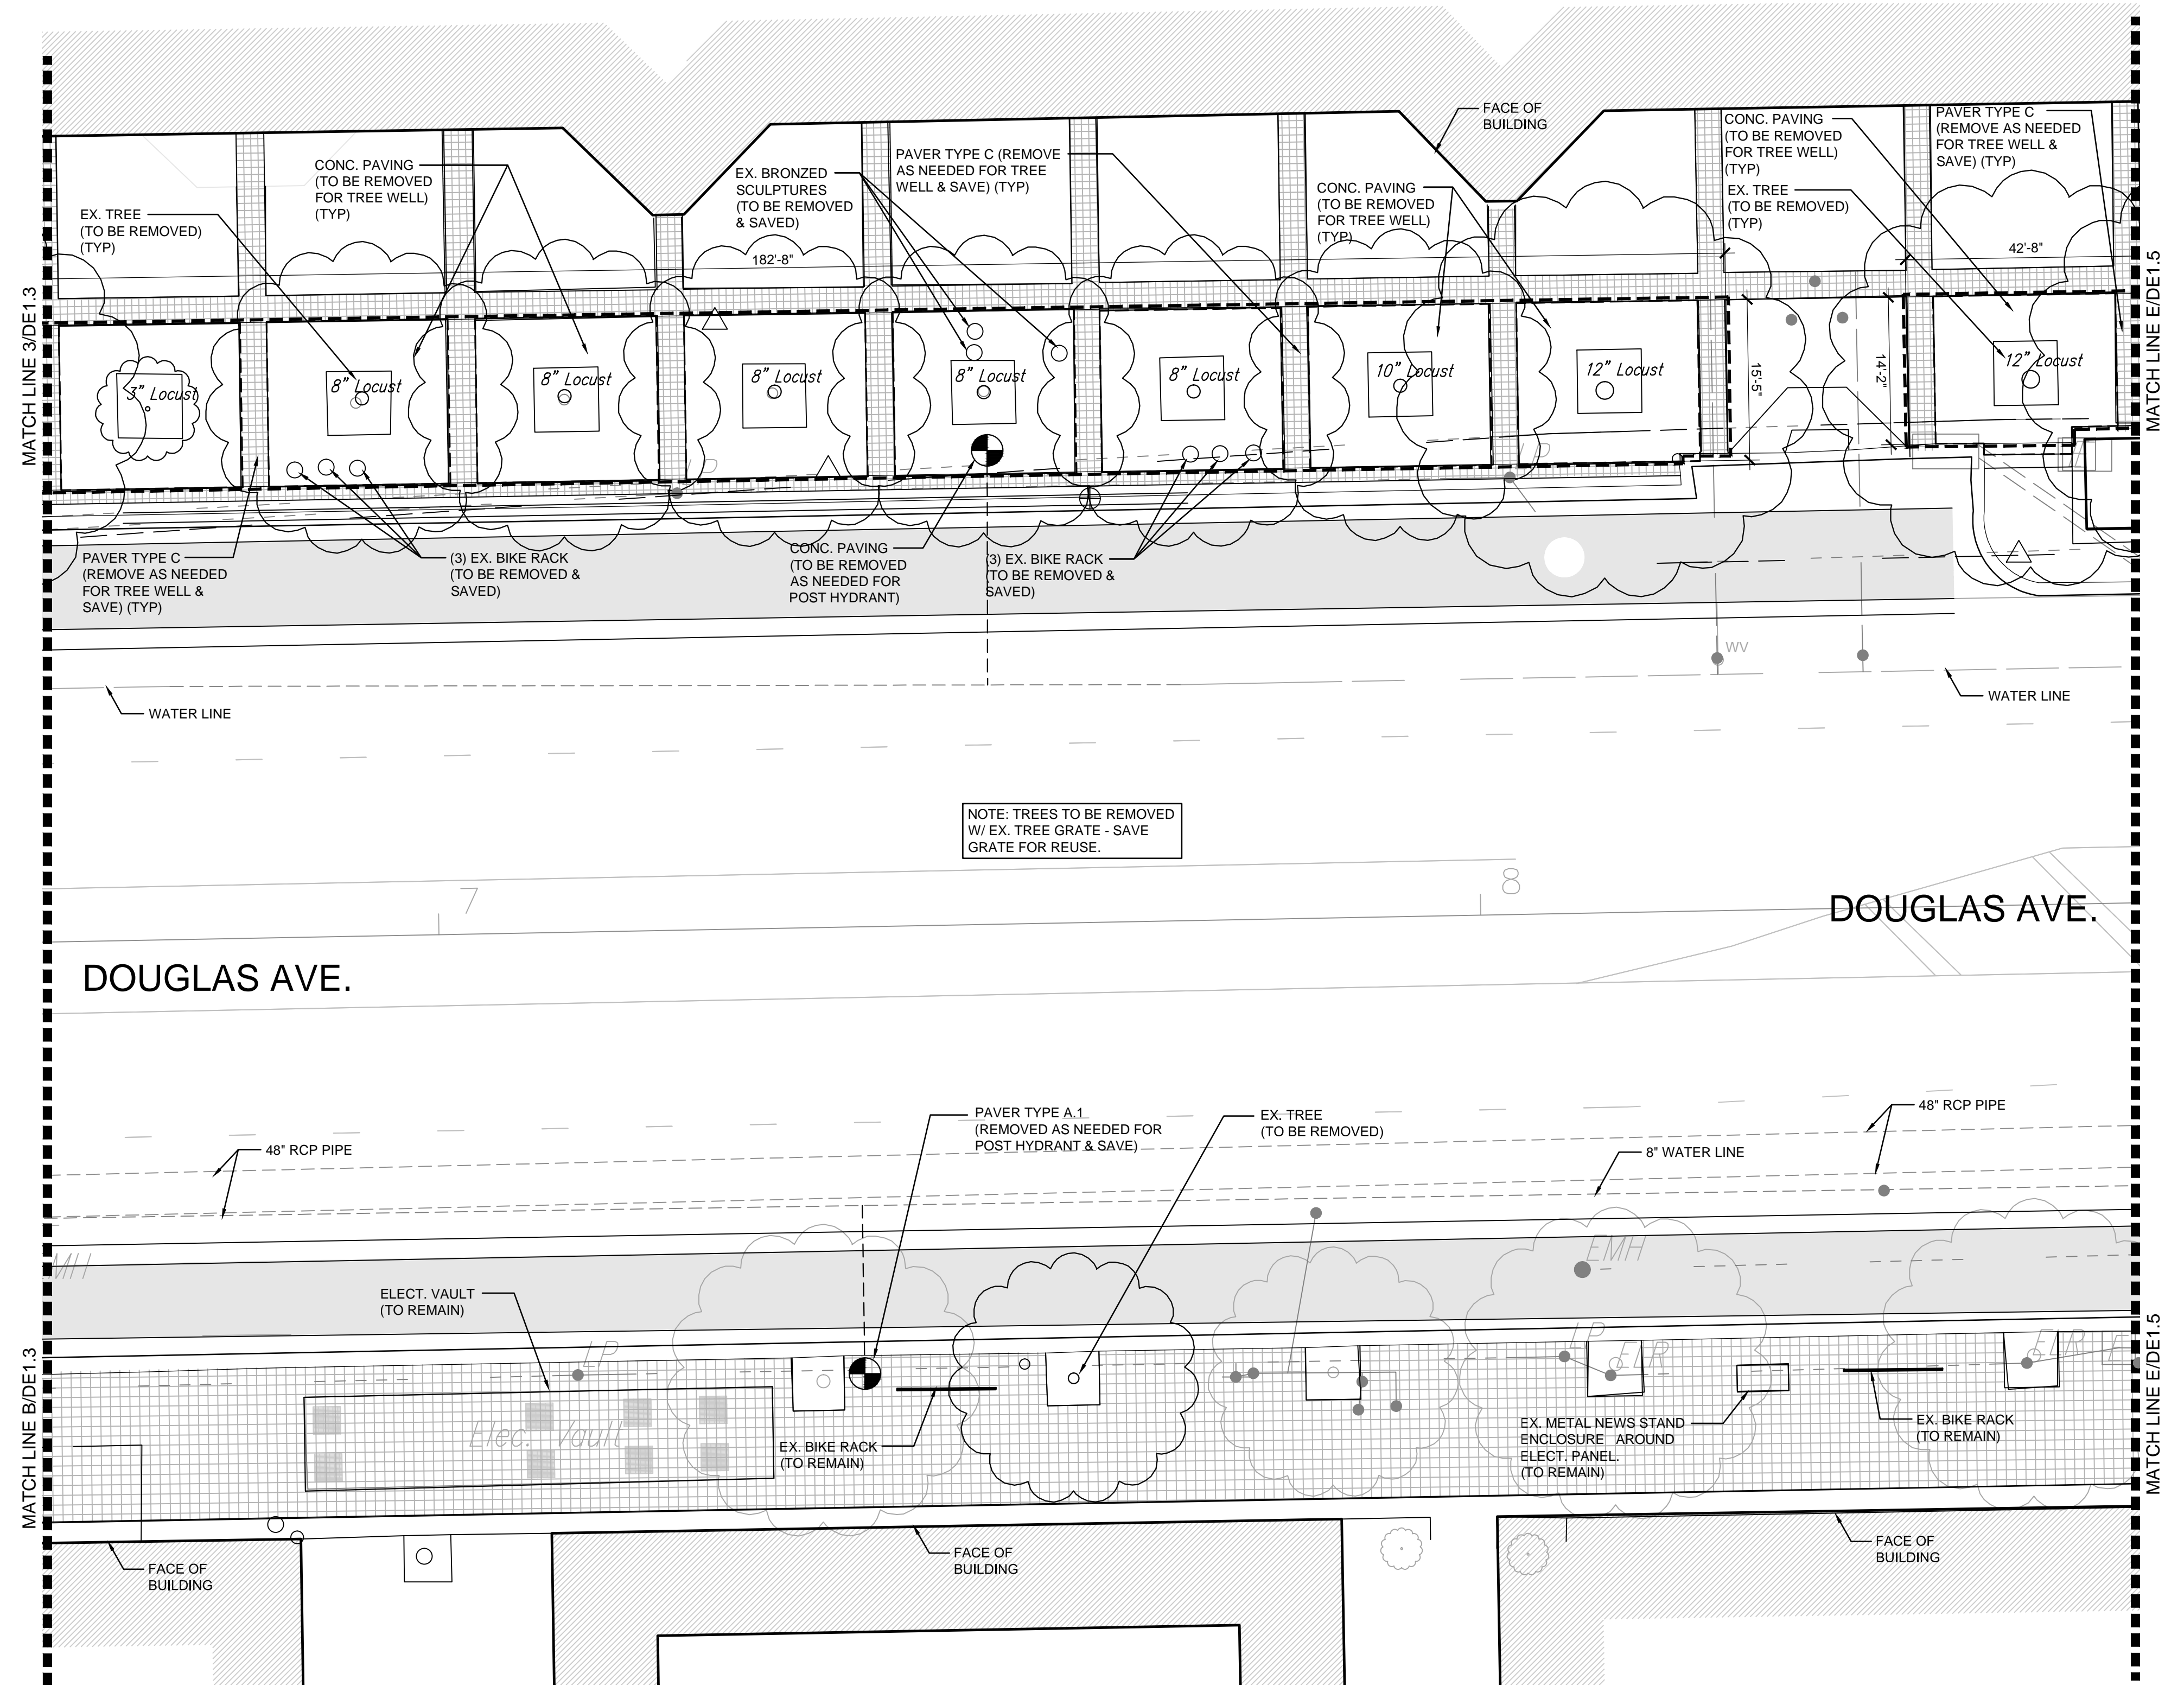 FACE OF
BUILDING
CONC. PAVING
(TO BE REMOVED
FOR TREE WELL)
(TYP)
PAVER TYPE C
(REMOVE AS NEEDED
FOR TREE WELL &
SAVE) (TYP)
CONC. PAVING
(TO BE REMOVED
FOR TREE WELL)
(TYP)
EX. BRONZED
SCULPTURES
(TO BE REMOVED
& SAVED)
PAVER TYPE C (REMOVE
AS NEEDED FOR TREE
WELL & SAVE) (TYP)
CONC. PAVING
(TO BE REMOVED
FOR TREE WELL)
(TYP)
EX. TREE
(TO BE REMOVED)
(TYP)
EX. TREE
(TO BE REMOVED)
(TYP)
182'-8"
42'-8"
MATCH LINE 3/DE1.3
MATCH LINE E/DE1.5
3" Locust
8" Locust
8" Locust
8" Locust
8" Locust
8" Locust
10" Locust
12" Locust
15'-5"
14'-2"
12" Locust
PAVER TYPE C
(REMOVE AS NEEDED
FOR TREE WELL &
SAVE) (TYP)
(3) EX. BIKE RACK
(TO BE REMOVED &
SAVED)
CONC. PAVING
(TO BE REMOVED
AS NEEDED FOR
POST HYDRANT)
(3) EX. BIKE RACK
(TO BE REMOVED &
SAVED)
WV
WATER LINE
WATER LINE
NOTE: TREES TO BE REMOVED
W/ EX. TREE GRATE - SAVE
GRATE FOR REUSE.
7
8
DOUGLAS AVE.
DOUGLAS AVE.
48" RCP PIPE
PAVER TYPE A.1
(REMOVED AS NEEDED FOR
POST HYDRANT & SAVE)
EX. TREE
(TO BE REMOVED)
8" WATER LINE
48" RCP PIPE
MH
EMH
ELECT. VAULT
(TO REMAIN)
LP
LP
ELR
ELR
MATCH LINE B/DE1.3
MATCH LINE E/DE1.5
Elec. Vault
EX. BIKE RACK
(TO REMAIN)
EX. METAL NEWS STAND
ENCLOSURE AROUND
ELECT. PANEL.
(TO REMAIN)
EX. BIKE RACK
(TO REMAIN)
FACE OF
BUILDING
FACE OF
BUILDING
FACE OF
BUILDING